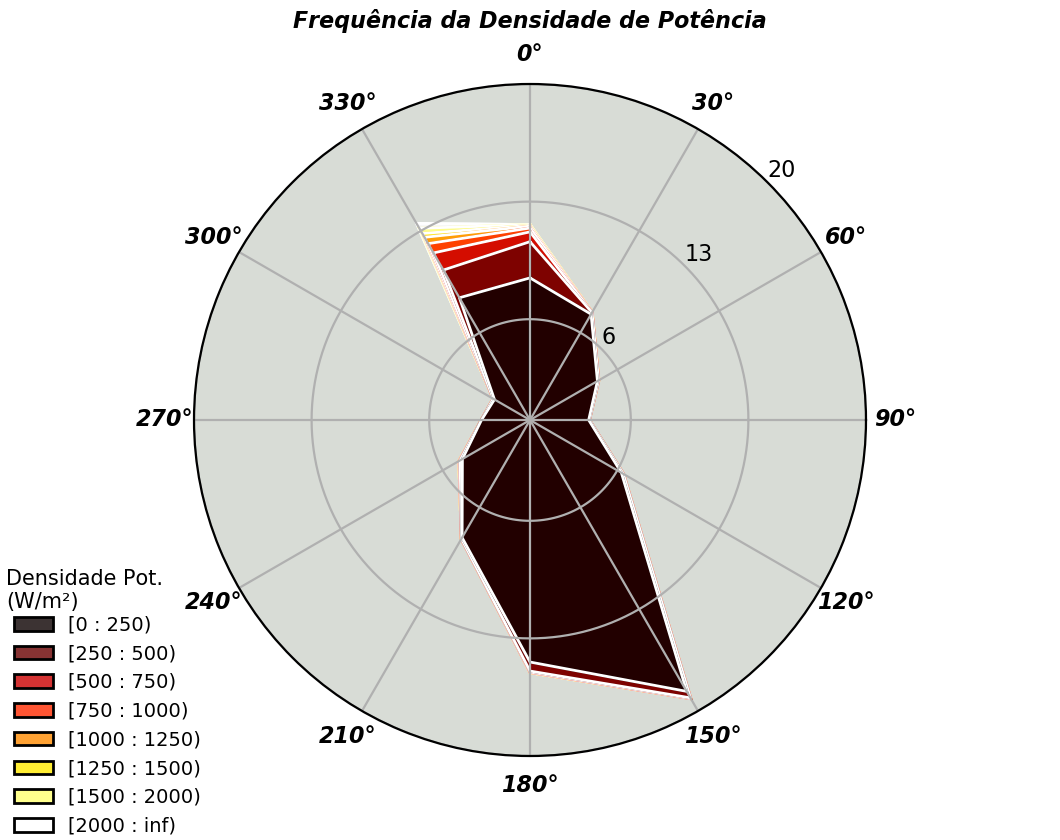 Frequência da Densidade de Potência
0°
330°
30°
20
300°
60°
13
6
270°
90°
240°
120°
210°
150°
180°
Densidade Pot.
(W/m²)
[0 : 250)
[250 : 500)
[500 : 750)
[750 : 1000)
[1000 : 1250)
[1250 : 1500)
[1500 : 2000)
[2000 : inf)